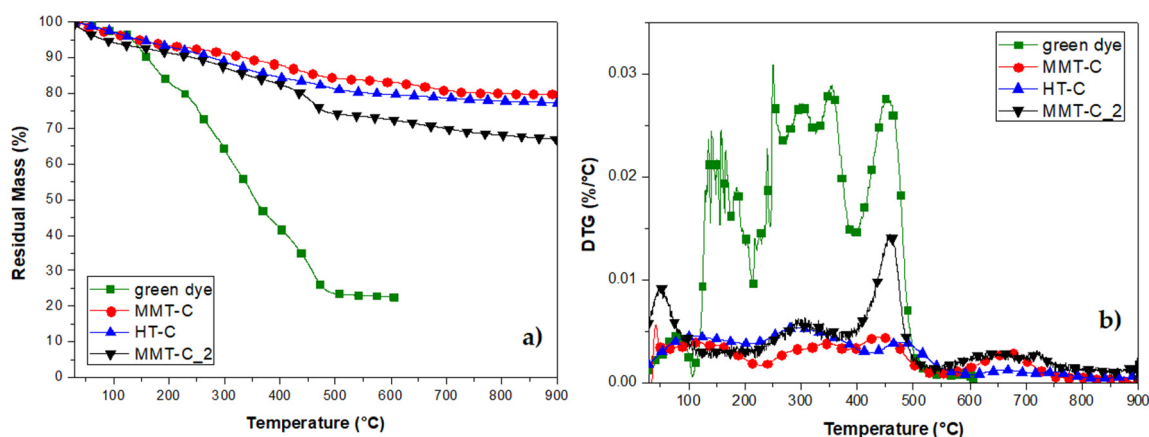 100
90
80
70
60
50
40
30
20
10
0
Residual Mass (%)
green dye
MMT-C
HT-C
MMT-C_2
a)
100 200 300 400 500 600 700 800 900
Temperature (°C)
0.03
0.02
0.01
0.00
DTG (%/°C)
green dye
MMT-C
HT-C
MMT-C_2
b)
100 200 300 400 500 600 700 800 900
Temperature (°C)